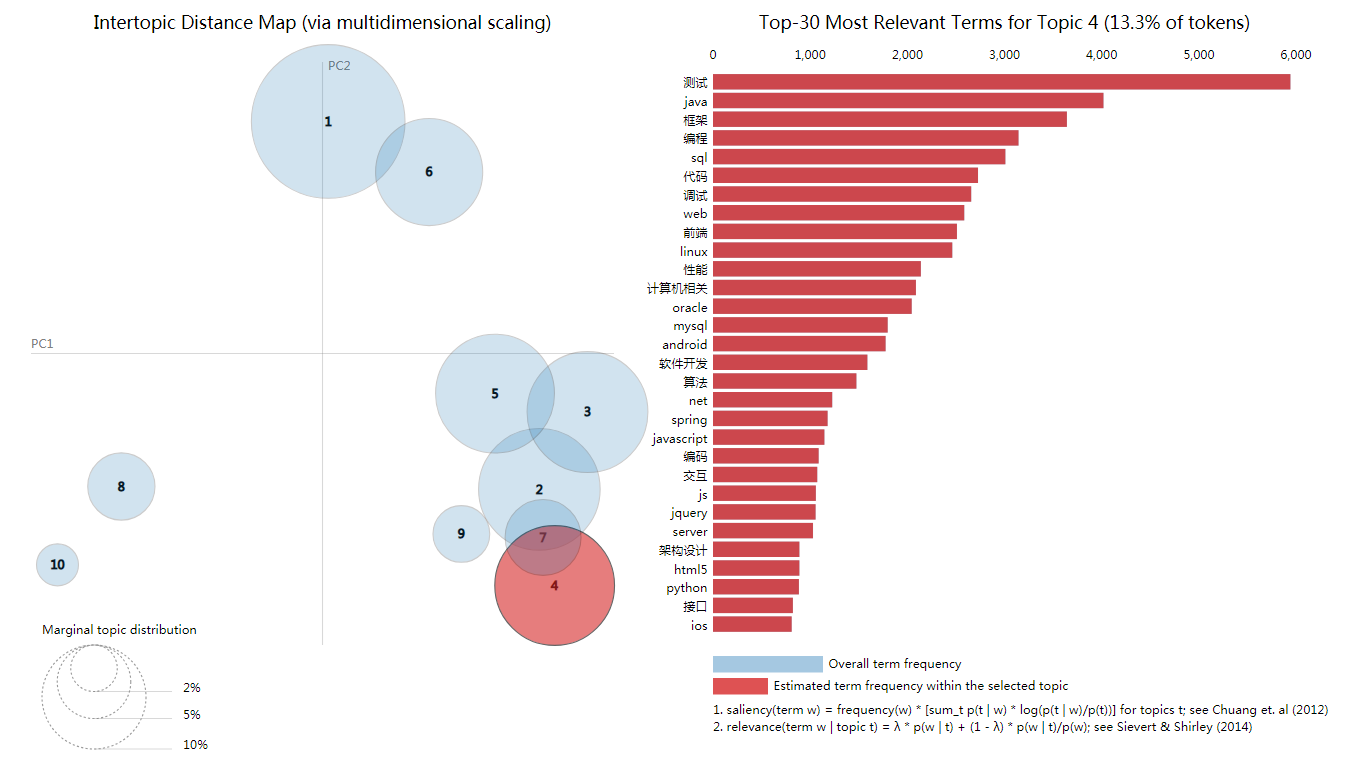 Intertopic Distance Map (via multidimensional scaling)
PC2
PC1
1
6
5
3
2
8
9
7
10
4
Marginal topic distribution
2%
5%
10%
Top-30 Most Relevant Terms for Topic 4 (13.3% of tokens)
0 1,000 2,000 3,000 4,000 5,000 6,000
测试
java
框架
编程
sql
代码
调试
web
前端
linux
性能
计算机相关
oracle
mysql
android
软件开发
算法
net
spring
javascript
编码
交互
js
jquery
server
架构设计
html5
python
接口
ios
Overall term frequency
Estimated term frequency within the selected topic
1. saliency(term w) = frequency(w) * [sum_t p(t | w) * log(p(t | w)/p(t))] for topics t; see Chuang et. al (2012)
2. relevance(term w | topic t) = λ * p(w | t) + (1 - λ) * p(w | t)/p(w); see Sievert & Shirley (2014)